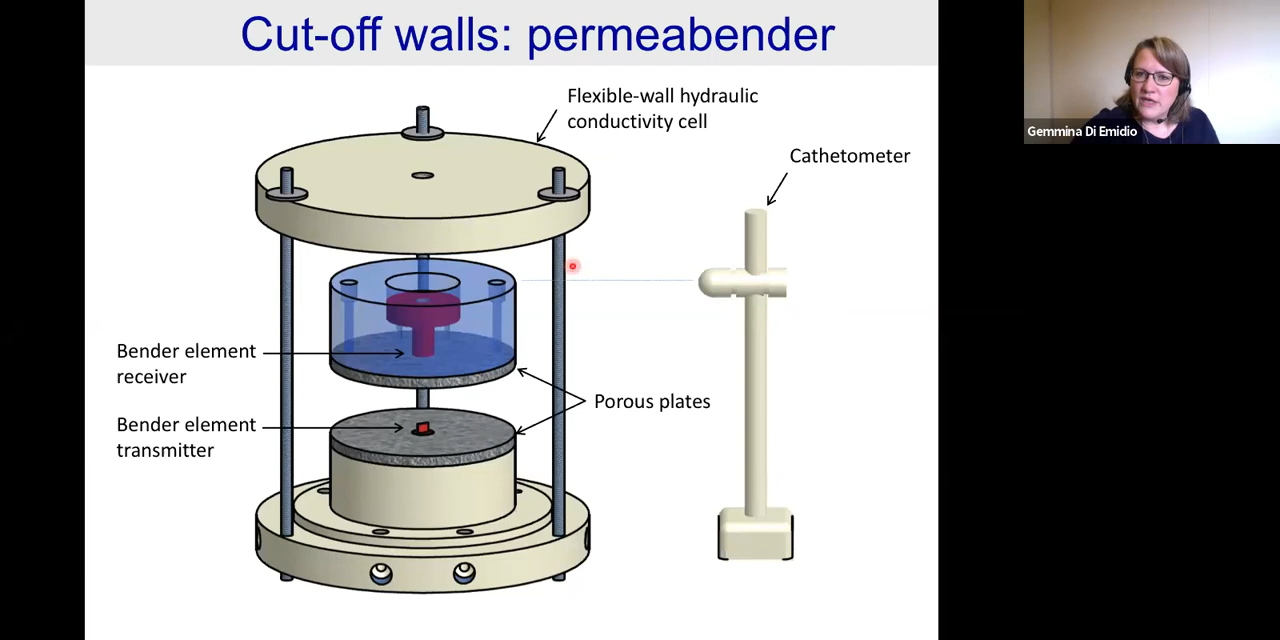 Cut-off walls: permeabender
Flexible-wall hydraulic
conductivity cell
Cathetometer
Bender element
receiver
Porous plates
Bender element
transmitter
Gemmina Di Emidio